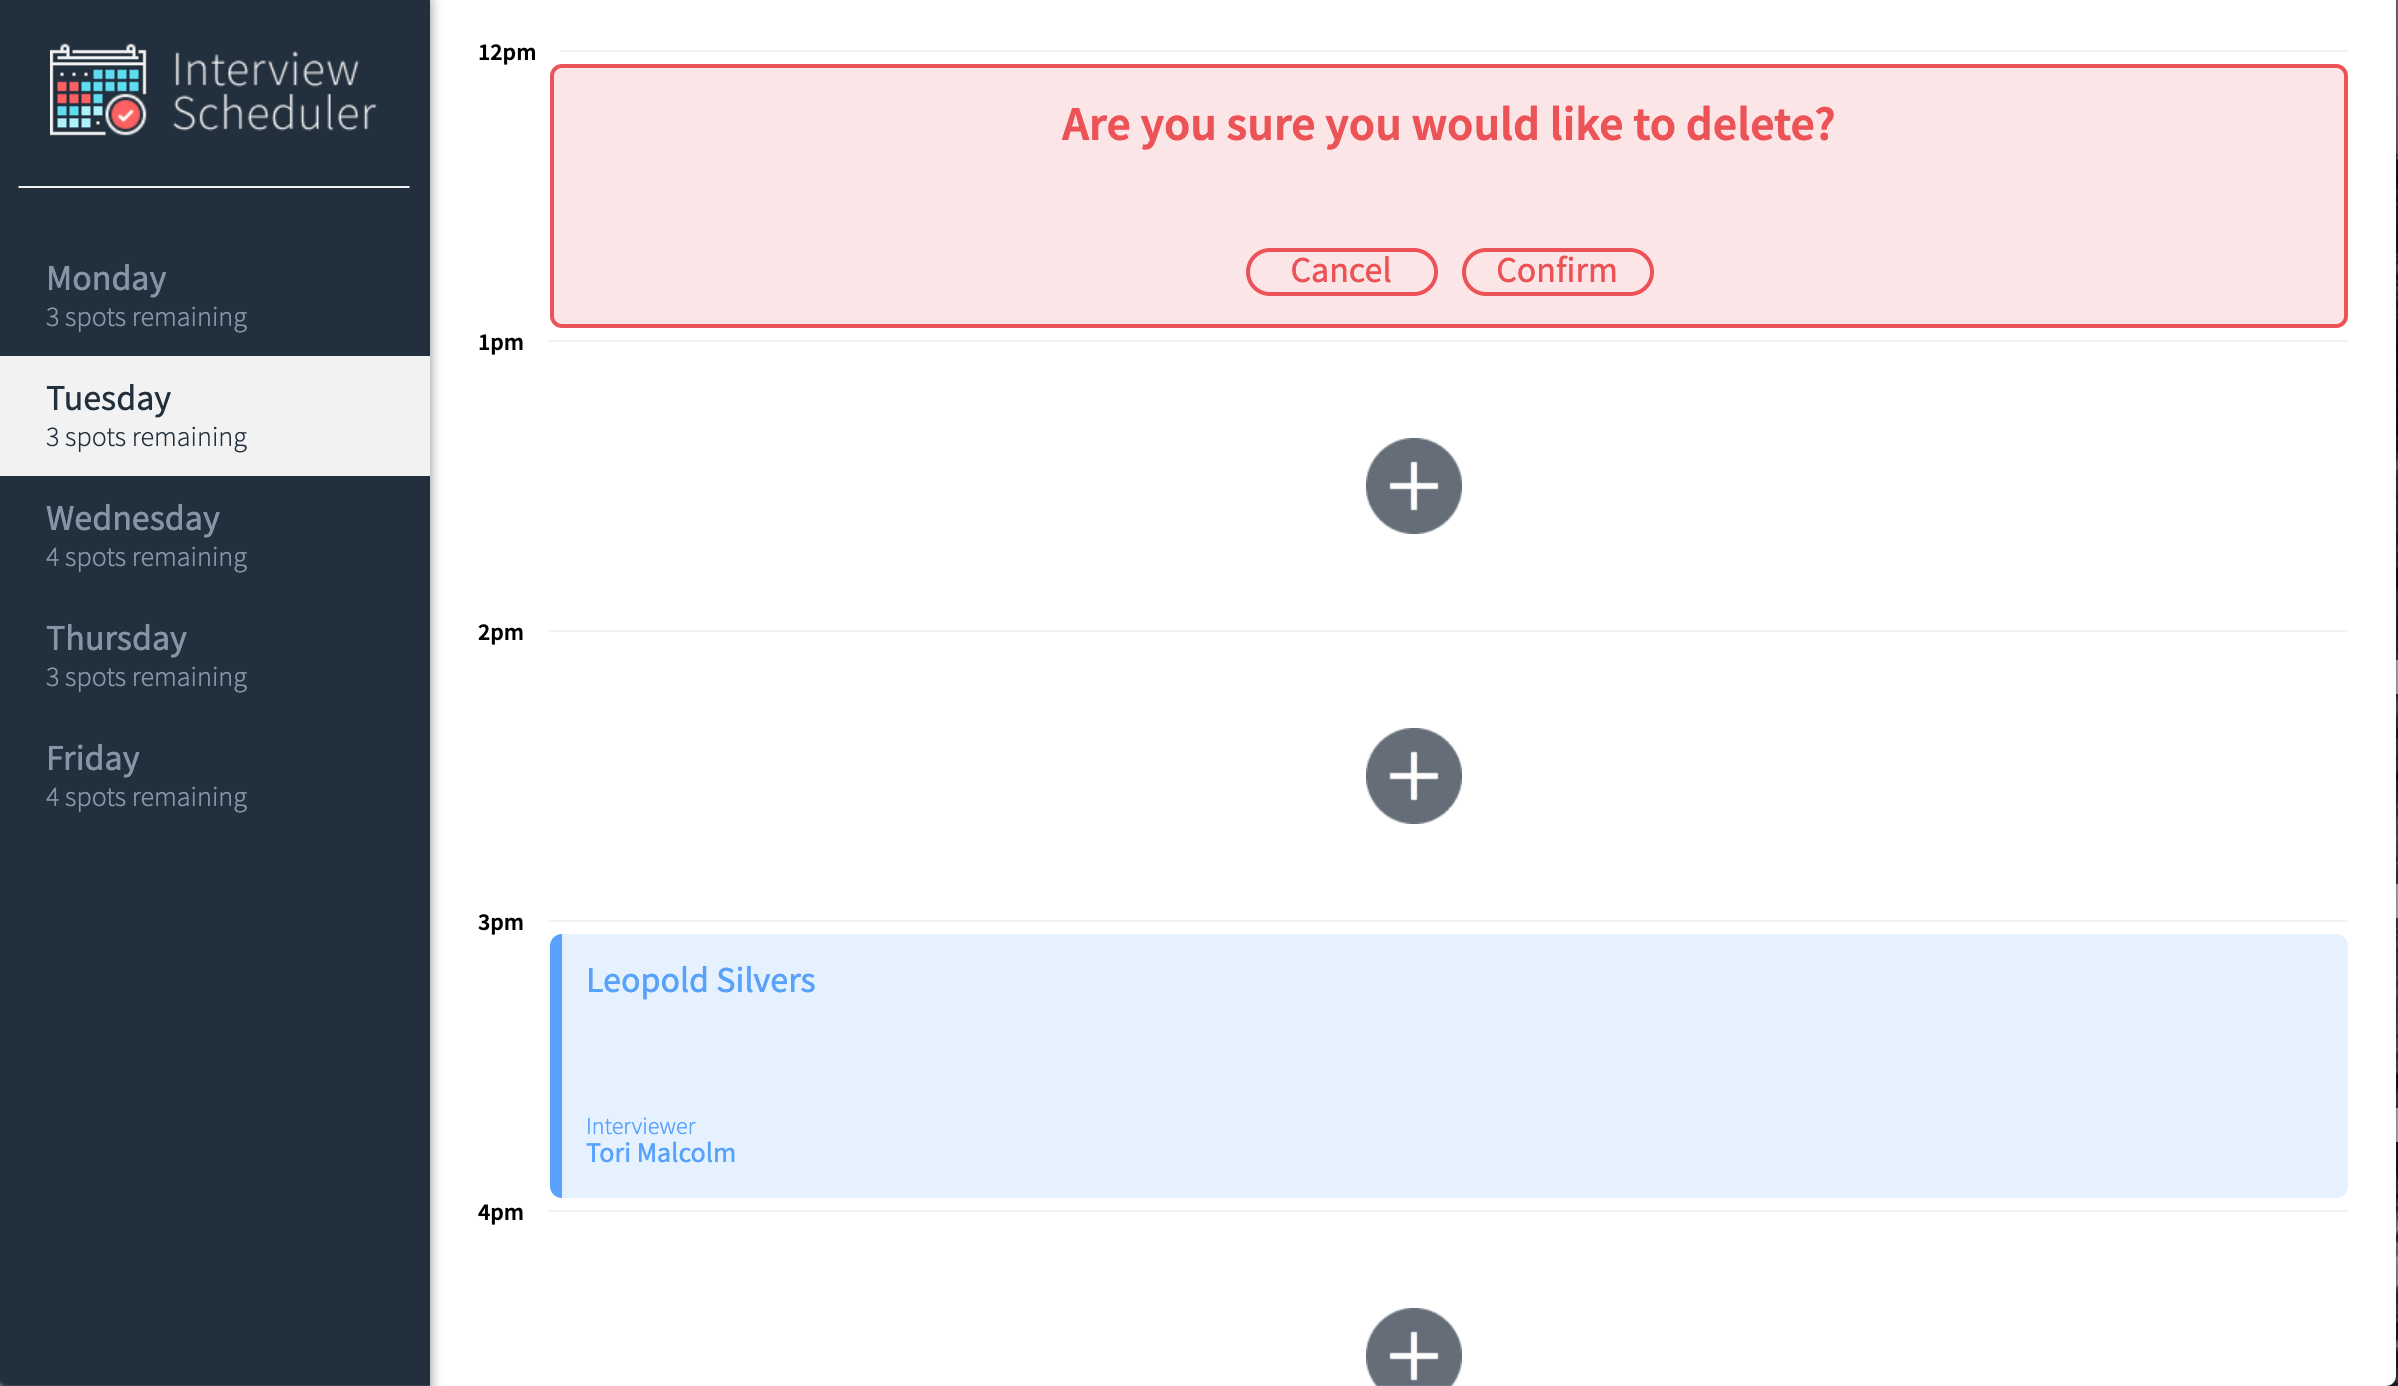 Interview
Scheduler
Monday
3 spots remaining
Tuesday
3 spots remaining
Wednesday
4 spots remaining
Thursday
3 spots remaining
Friday
4 spots remaining
12pm
Are you sure you would like to delete?
Cancel Confirm
1pm
2pm
3pm
Leopold Silvers
Interviewer
Tori Malcolm
4pm